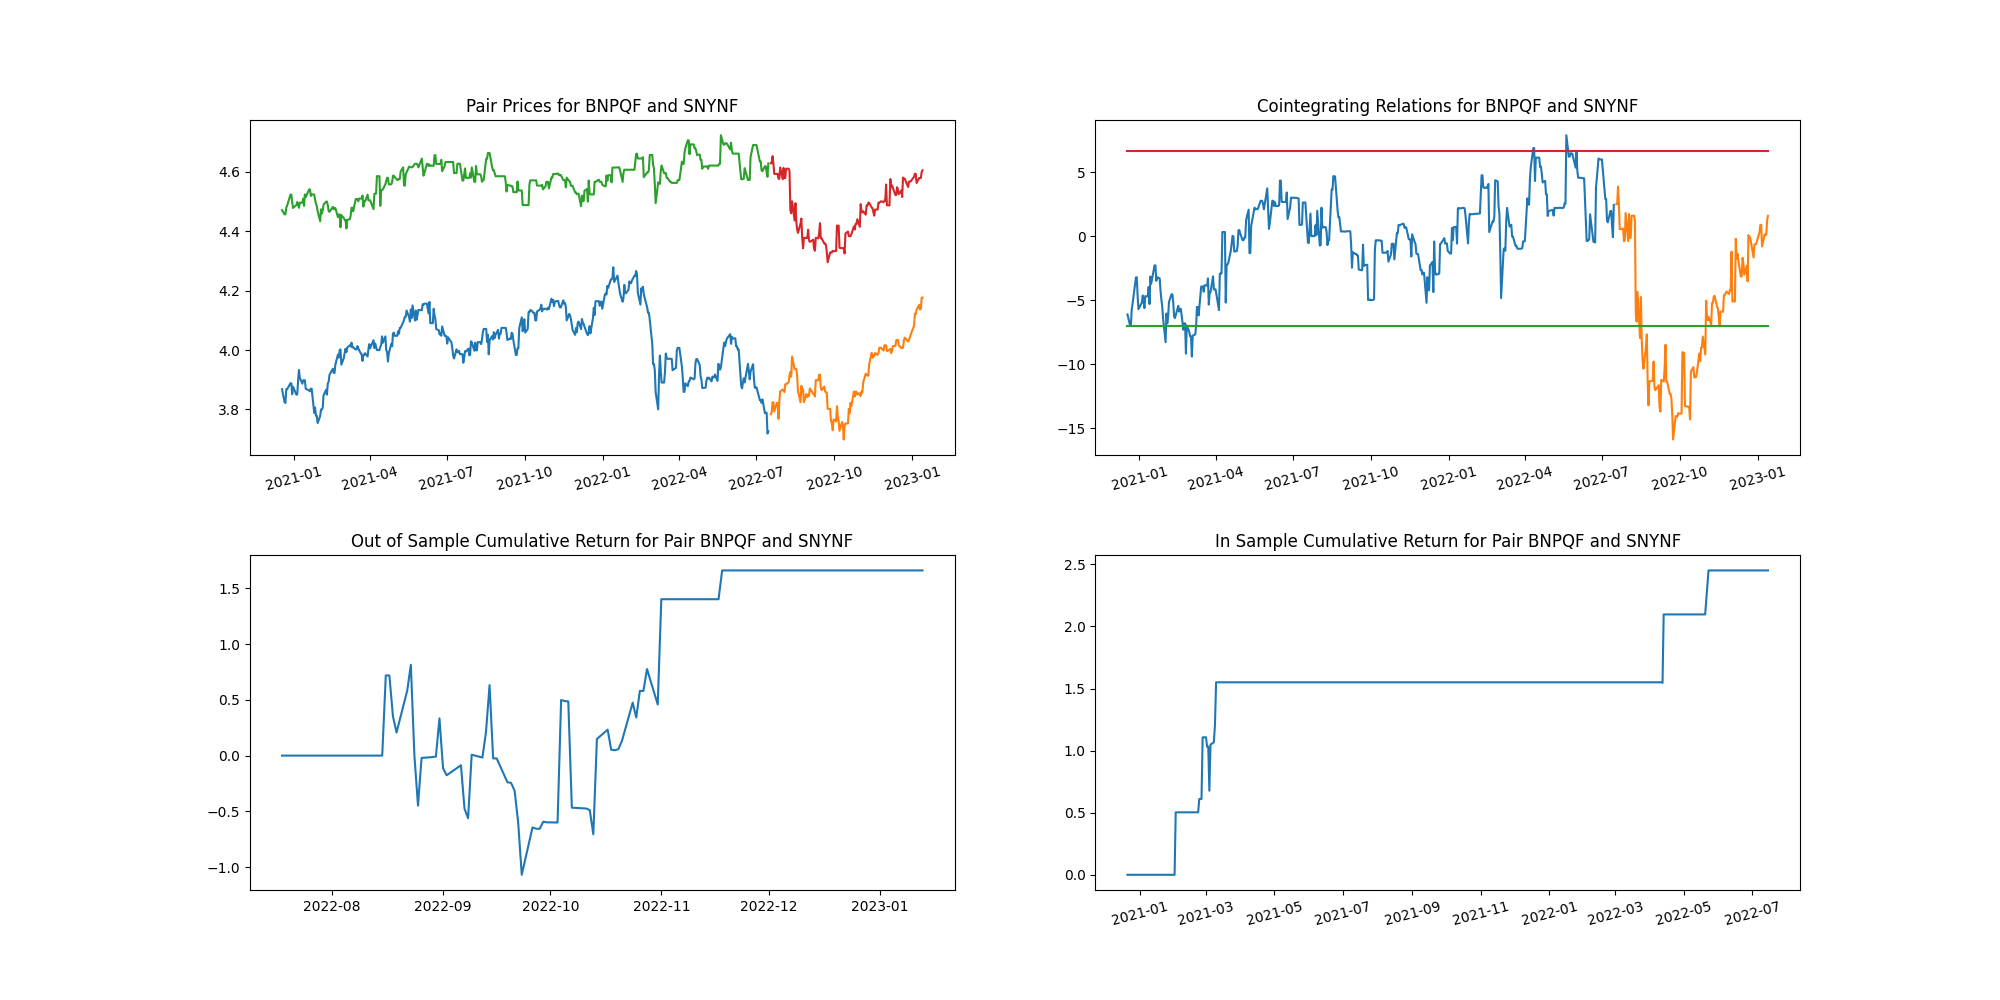 Pair Prices for BNPQF and SNYNF
4.6
4.4
4.2
4.0
3.8
2021-01 2021-04 2021-07 2021-10 2022-01 2022-04 2022-07 2022-10 2023-01
Cointegrating Relations for BNPQF and SNYNF
5
0
−5
−10
−15
2021-01 2021-04 2021-07 2021-10 2022-01 2022-04 2022-07 2022-10 2023-01
Out of Sample Cumulative Return for Pair BNPQF and SNYNF
1.5
1.0
0.5
0.0
−0.5
−1.0
2022-08 2022-09 2022-10 2022-11 2022-12 2023-01
In Sample Cumulative Return for Pair BNPQF and SNYNF
2.5
2.0
1.5
1.0
0.5
0.0
2021-01 2021-03 2021-05 2021-07 2021-09 2021-11 2022-01 2022-03 2022-05 2022-07